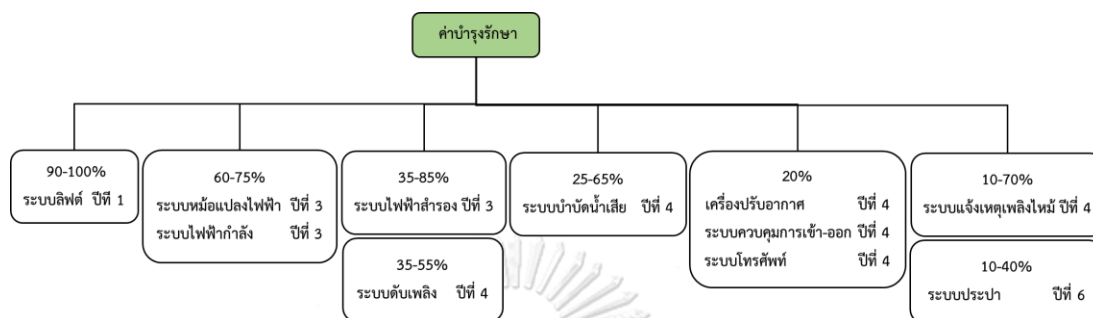 ค่าบำรุงรักษา
90-100%
ระบบลิฟต์ ปีที่ 1
60-75%
ระบบหม้อแปลงไฟฟ้า ปีที่ 3
ระบบไฟฟ้ากำลัง ปีที่ 3
35-85%
ระบบไฟฟ้าสำรอง ปีที่ 3
35-55%
ระบบดับเพลิง ปีที่ 4
25-65%
ระบบบำบัดน้ำเสีย ปีที่ 4
20%
เครื่องปรับอากาศ ปีที่ 4
ระบบควบคุมการเข้า-ออก ปีที่ 4
ระบบโทรศัพท์ ปีที่ 4
10-70%
ระบบแจ้งเหตุเพลิงไหม้ ปีที่ 4
10-40%
ระบบประปา ปีที่ 6